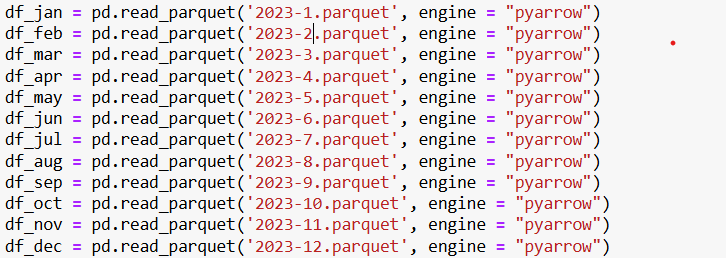 df_jan = pd.read_parquet('2023-1.parquet', engine = "pyarrow")
df_feb = pd.read_parquet('2023-2.parquet', engine = "pyarrow")
df_mar = pd.read_parquet('2023-3.parquet', engine = "pyarrow")
df_apr = pd.read_parquet('2023-4.parquet', engine = "pyarrow")
df_may = pd.read_parquet('2023-5.parquet', engine = "pyarrow")
df_jun = pd.read_parquet('2023-6.parquet', engine = "pyarrow")
df_jul = pd.read_parquet('2023-7.parquet', engine = "pyarrow")
df_aug = pd.read_parquet('2023-8.parquet', engine = "pyarrow")
df_sep = pd.read_parquet('2023-9.parquet', engine = "pyarrow")
df_oct = pd.read_parquet('2023-10.parquet', engine = "pyarrow")
df_nov = pd.read_parquet('2023-11.parquet', engine = "pyarrow")
df_dec = pd.read_parquet('2023-12.parquet', engine = "pyarrow")